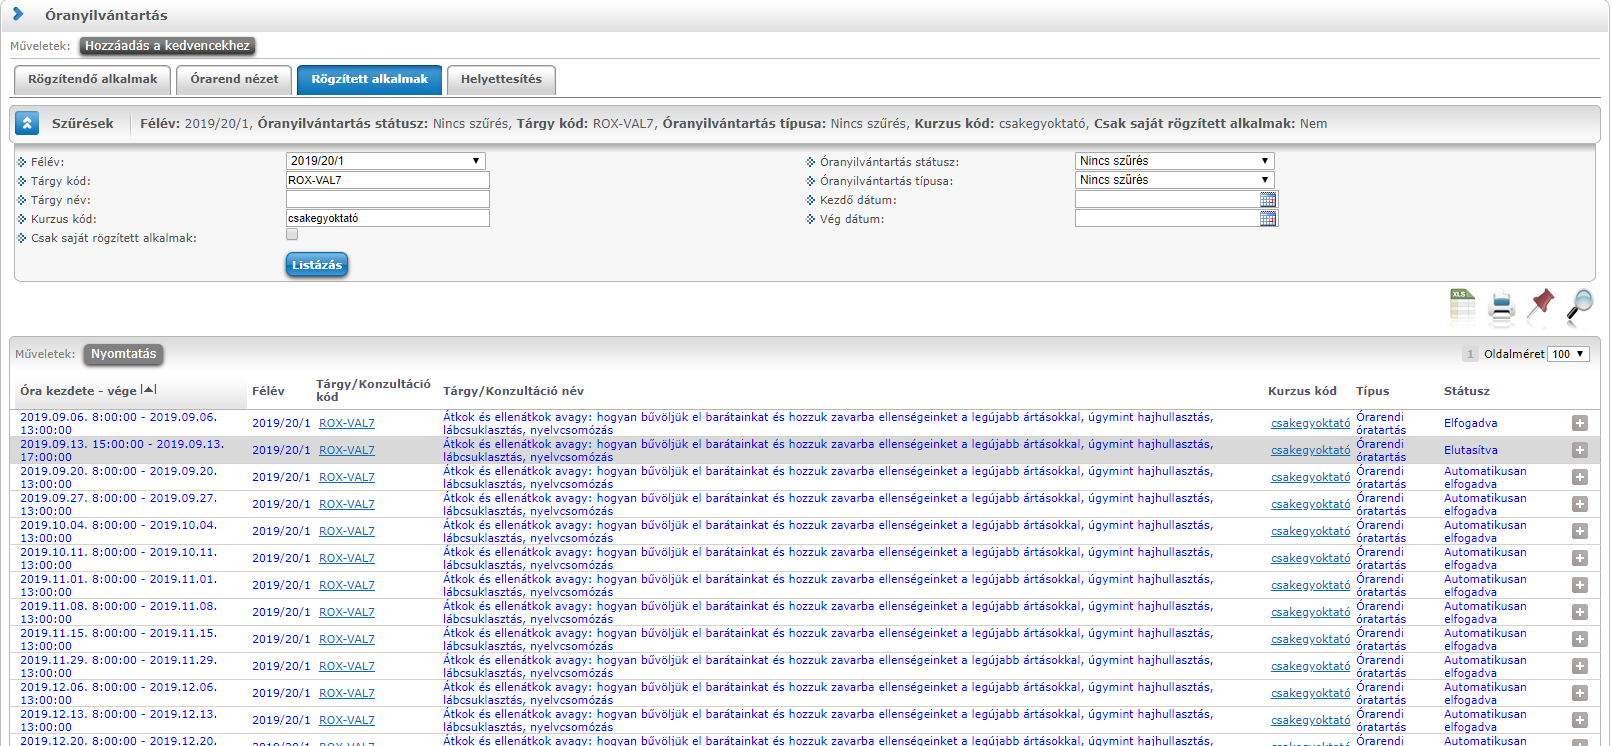 Óranyilvántartás
Műveletek: Hozzáadás a kedvencekhez
Rögzítendő alkalmak Órarend nézet Rögzített alkalmak Helyettesítés
Szűrések Félév: 2019/20/1, Óranyilvántartás státusz: Nincs szűrés, Tárgy kód: ROX-VAL7, Óranyilvántartás típusa: Nincs szűrés, Kurzus kód: csakegyoktató, Csak saját rögzített alkalmak: Nem
Félév: 2019/20/1 Óranyilvántartás státusz: Nincs szűrés
Tárgy kód: ROX-VAL7 Óranyilvántartás típusa: Nincs szűrés
Tárgy név: Kezdő dátum:
Kurzus kód: csakegyoktató Vég dátum:
Csak saját rögzített alkalmak:
Listázás
XLS
Műveletek: Nyomtatás 1 Oldalméret 100
Óra kezdete - vége Félév Tárgy/Konzultáció kód Tárgy/Konzultáció név Kurzus kód Típus Státusz
2019.09.06. 8:00:00 - 2019.09.06. 13:00:00 2019/20/1 ROX-VAL7 Átkok és ellenátkok avagy: hogyan bűvöljük el barátainkat és hozzuk zavarba ellenségeinket a legújabb ártásokkal, úgymint hajhullasztás, lábcsuklasztás, nyelvcsomózás csakegyoktató Órarendi óratartás Elfogadva
2019.09.13. 15:00:00 - 2019.09.13. 17:00:00 2019/20/1 ROX-VAL7 Átkok és ellenátkok avagy: hogyan bűvöljük el barátainkat és hozzuk zavarba ellenségeinket a legújabb ártásokkal, úgymint hajhullasztás, lábcsuklasztás, nyelvcsomózás csakegyoktató Órarendi óratartás Elutasítva
2019.09.20. 8:00:00 - 2019.09.20. 13:00:00 2019/20/1 ROX-VAL7 Átkok és ellenátkok avagy: hogyan bűvöljük el barátainkat és hozzuk zavarba ellenségeinket a legújabb ártásokkal, úgymint hajhullasztás, lábcsuklasztás, nyelvcsomózás csakegyoktató Órarendi óratartás Automatikusan elfogadva
2019.09.27. 8:00:00 - 2019.09.27. 13:00:00 2019/20/1 ROX-VAL7 Átkok és ellenátkok avagy: hogyan bűvöljük el barátainkat és hozzuk zavarba ellenségeinket a legújabb ártásokkal, úgymint hajhullasztás, lábcsuklasztás, nyelvcsomózás csakegyoktató Órarendi óratartás Automatikusan elfogadva
2019.10.04. 8:00:00 - 2019.10.04. 13:00:00 2019/20/1 ROX-VAL7 Átkok és ellenátkok avagy: hogyan bűvöljük el barátainkat és hozzuk zavarba ellenségeinket a legújabb ártásokkal, úgymint hajhullasztás, lábcsuklasztás, nyelvcsomózás csakegyoktató Órarendi óratartás Automatikusan elfogadva
2019.10.11. 8:00:00 - 2019.10.11. 13:00:00 2019/20/1 ROX-VAL7 Átkok és ellenátkok avagy: hogyan bűvöljük el barátainkat és hozzuk zavarba ellenségeinket a legújabb ártásokkal, úgymint hajhullasztás, lábcsuklasztás, nyelvcsomózás csakegyoktató Órarendi óratartás Automatikusan elfogadva
2019.11.01. 8:00:00 - 2019.11.01. 13:00:00 2019/20/1 ROX-VAL7 Átkok és ellenátkok avagy: hogyan bűvöljük el barátainkat és hozzuk zavarba ellenségeinket a legújabb ártásokkal, úgymint hajhullasztás, lábcsuklasztás, nyelvcsomózás csakegyoktató Órarendi óratartás Automatikusan elfogadva
2019.11.08. 8:00:00 - 2019.11.08. 13:00:00 2019/20/1 ROX-VAL7 Átkok és ellenátkok avagy: hogyan bűvöljük el barátainkat és hozzuk zavarba ellenségeinket a legújabb ártásokkal, úgymint hajhullasztás, lábcsuklasztás, nyelvcsomózás csakegyoktató Órarendi óratartás Automatikusan elfogadva
2019.11.15. 8:00:00 - 2019.11.15. 13:00:00 2019/20/1 ROX-VAL7 Átkok és ellenátkok avagy: hogyan bűvöljük el barátainkat és hozzuk zavarba ellenségeinket a legújabb ártásokkal, úgymint hajhullasztás, lábcsuklasztás, nyelvcsomózás csakegyoktató Órarendi óratartás Automatikusan elfogadva
2019.11.29. 8:00:00 - 2019.11.29. 13:00:00 2019/20/1 ROX-VAL7 Átkok és ellenátkok avagy: hogyan bűvöljük el barátainkat és hozzuk zavarba ellenségeinket a legújabb ártásokkal, úgymint hajhullasztás, lábcsuklasztás, nyelvcsomózás csakegyoktató Órarendi óratartás Automatikusan elfogadva
2019.12.06. 8:00:00 - 2019.12.06. 13:00:00 2019/20/1 ROX-VAL7 Átkok és ellenátkok avagy: hogyan bűvöljük el barátainkat és hozzuk zavarba ellenségeinket a legújabb ártásokkal, úgymint hajhullasztás, lábcsuklasztás, nyelvcsomózás csakegyoktató Órarendi óratartás Automatikusan elfogadva
2019.12.13. 8:00:00 - 2019.12.13. 13:00:00 2019/20/1 ROX-VAL7 Átkok és ellenátkok avagy: hogyan bűvöljük el barátainkat és hozzuk zavarba ellenségeinket a legújabb ártásokkal, úgymint hajhullasztás, lábcsuklasztás, nyelvcsomózás csakegyoktató Órarendi óratartás Automatikusan elfogadva
2019.12.20. 8:00:00 - 2019.12.20. Átkok és ellenátkok avagy: hogyan bűvöljük el barátainkat és hozzuk zavarba ellenségeinket a legújabb ártásokkal, úgymint hajhullasztás, Órarendi Automatikusan